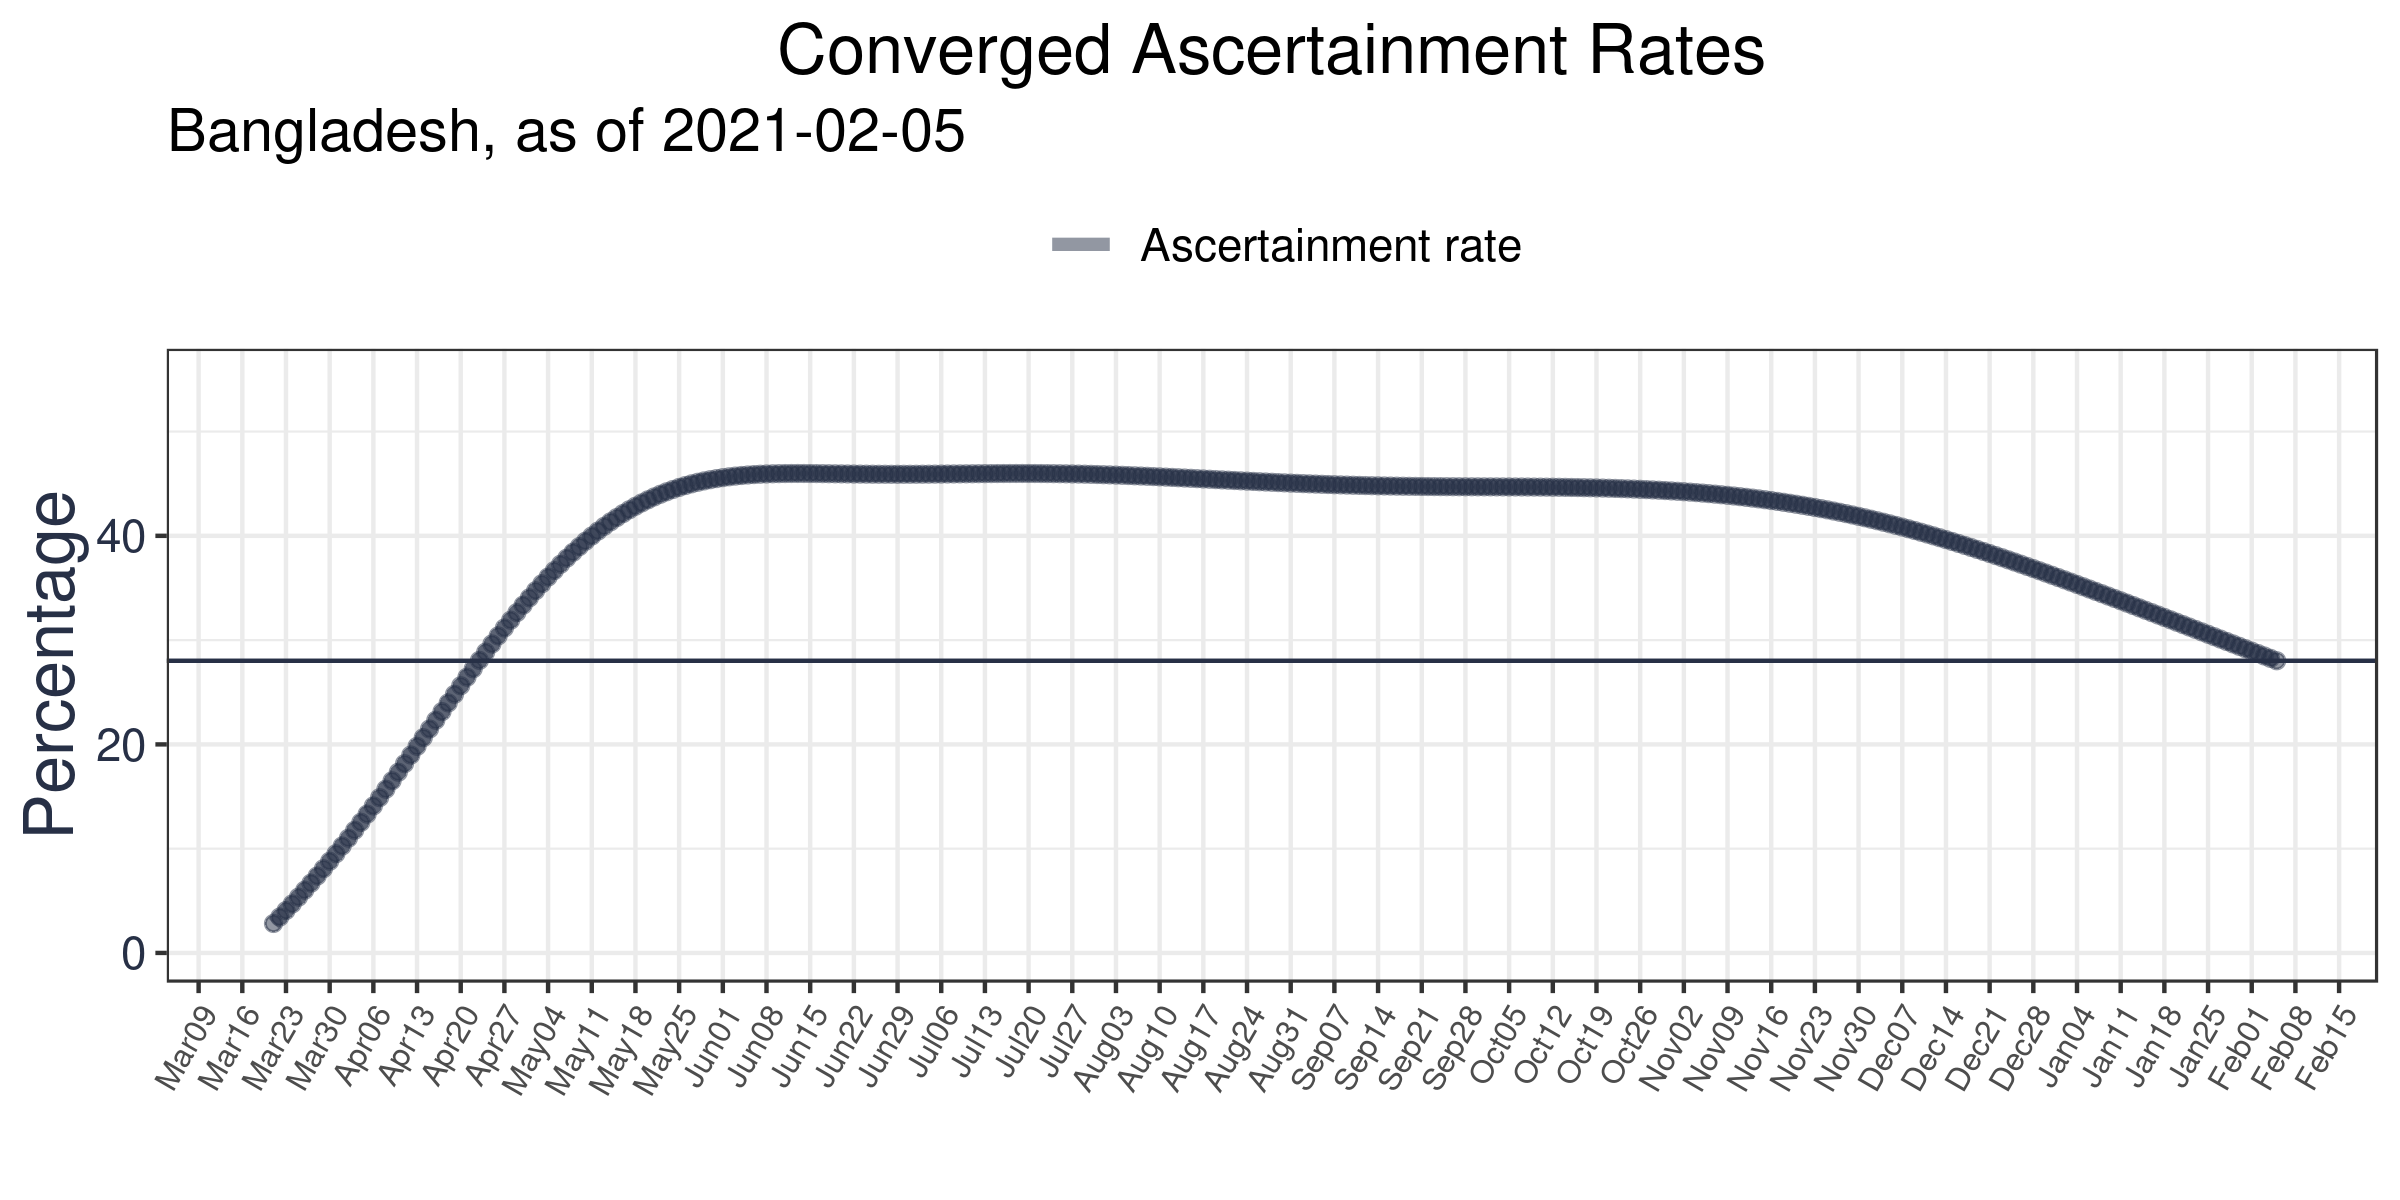 Converged Ascertainment Rates
Bangladesh, as of 2021-02-05
Ascertainment rate
Percentage
40
20
0
Mar09
Mar16
Mar23
Mar30
Apr06
Apr13
Apr20
Apr27
May04
May11
May18
May25
Jun01
Jun08
Jun15
Jun22
Jun29
Jul06
Jul13
Jul20
Jul27
Aug03
Aug10
Aug17
Aug24
Aug31
Sep07
Sep14
Sep21
Sep28
Oct05
Oct12
Oct19
Oct26
Nov02
Nov09
Nov16
Nov23
Nov30
Dec07
Dec14
Dec21
Dec28
Jan04
Jan11
Jan18
Jan25
Feb01
Feb08
Feb15